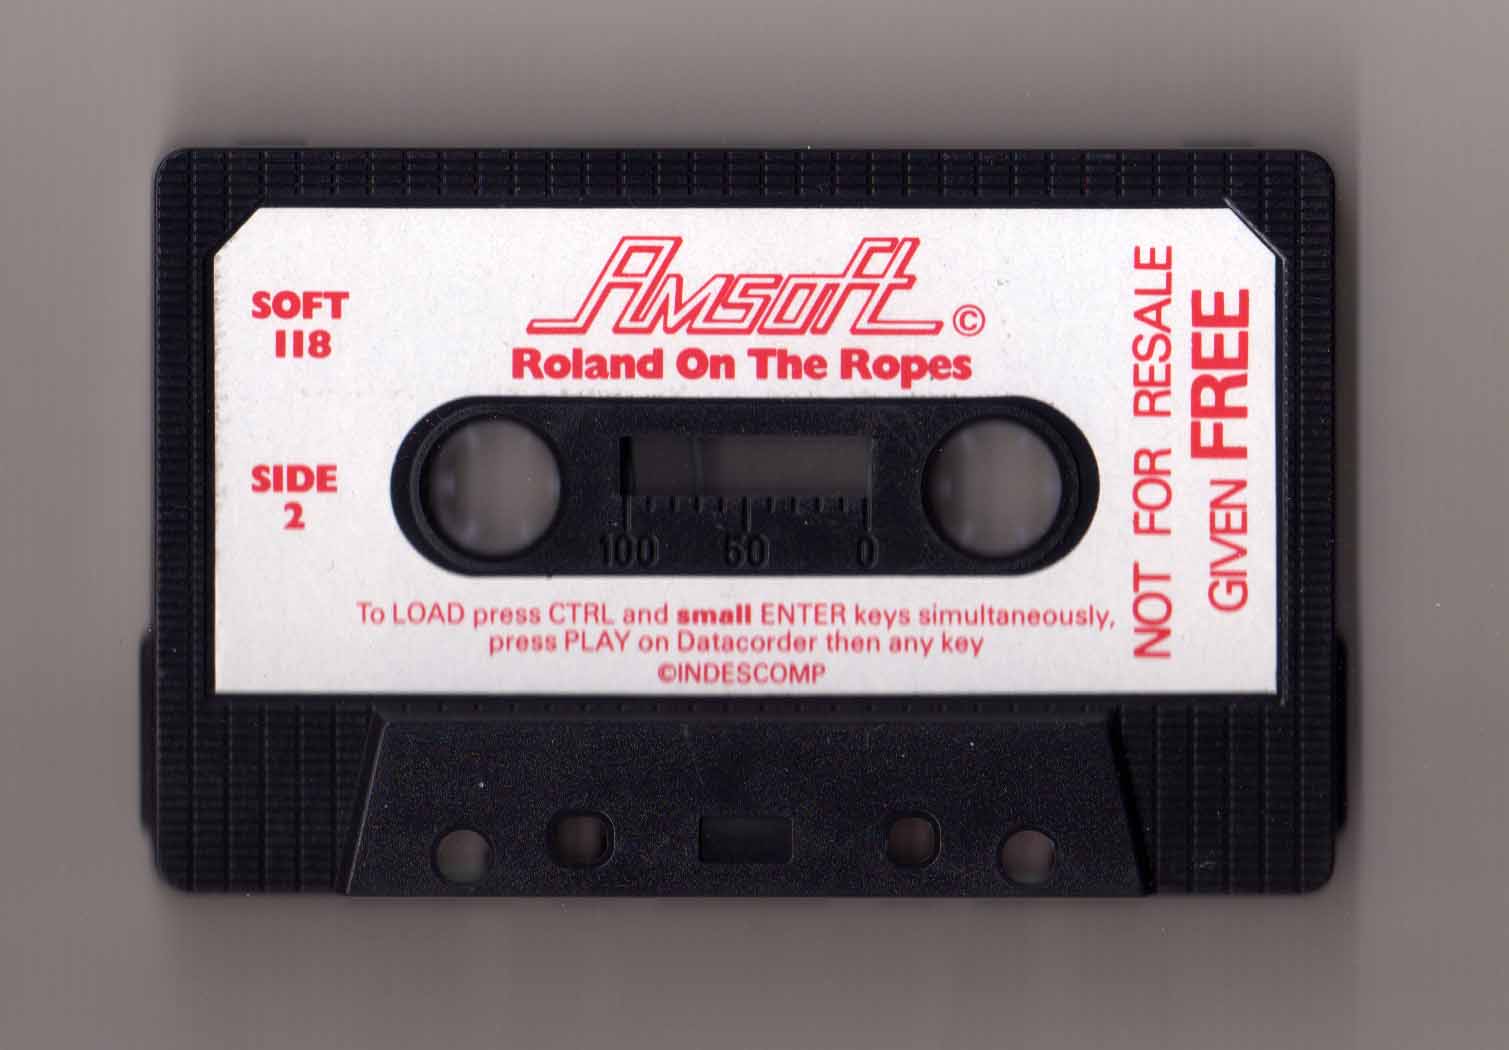 SOFT
118
SIDE
2
Amsoft ©
Roland On The Ropes
100 50 0
To LOAD press CTRL and small ENTER keys simultaneously,
press PLAY on Datacorder then any key
©INDESCOMP
NOT FOR RESALE
GIVEN FREE